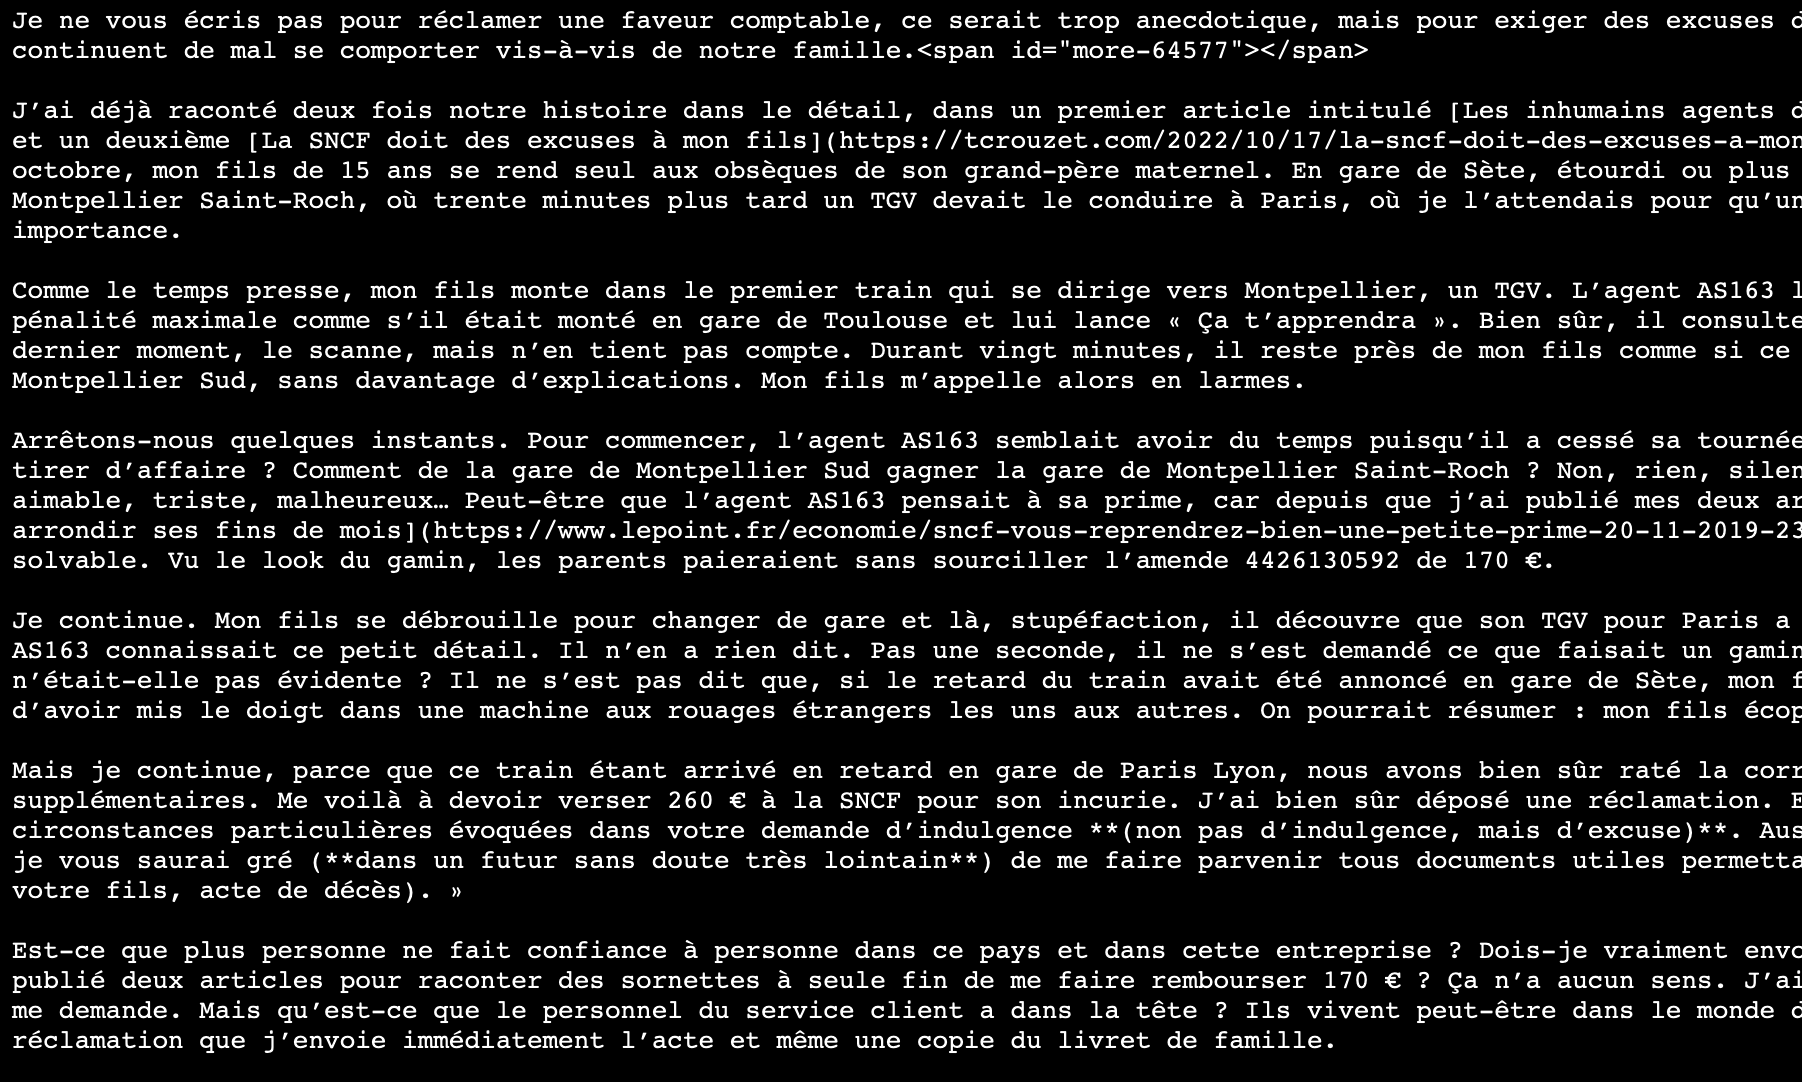 Je ne vous écris pas pour réclamer une faveur comptable, ce serait trop anecdotique, mais pour exiger des excuses
continuent de mal se comporter vis-à-vis de notre famille.<span id="more-64577"></span>
J’ai déjà raconté deux fois notre histoire dans le détail, dans un premier article intitulé [Les inhumains agents
et un deuxième [La SNCF doit des excuses à mon fils](https://tcrouzet.com/2022/10/17/la-sncf-doit-des-excuses-a-mon
octobre, mon fils de 15 ans se rend seul aux obsèques de son grand-père maternel. En gare de Sète, étourdi ou plus
Montpellier Saint-Roch, où trente minutes plus tard un TGV devait le conduire à Paris, où je l’attendais pour qu’un
importance.
Comme le temps presse, mon fils monte dans le premier train qui se dirige vers Montpellier, un TGV. L’agent AS163
pénalité maximale comme s’il était monté en gare de Toulouse et lui lance « Ça t’apprendra ». Bien sûr, il consulte
dernier moment, le scanne, mais n’en tient pas compte. Durant vingt minutes, il reste près de mon fils comme si ce
Montpellier Sud, sans davantage d’explications. Mon fils m’appelle alors en larmes.
Arrêtons-nous quelques instants. Pour commencer, l’agent AS163 semblait avoir du temps puisqu’il a cessé sa tournée
tirer d’affaire ? Comment de la gare de Montpellier Sud gagner la gare de Montpellier Saint-Roch ? Non, rien, silen
aimable, triste, malheureux… Peut-être que l’agent AS163 pensait à sa prime, car depuis que j’ai publié mes deux ar
arrondir ses fins de mois](https://www.lepoint.fr/economie/sncf-vous-reprendrez-bien-une-petite-prime-20-11-2019-23
solvable. Vu le look du gamin, les parents paieraient sans sourciller l’amende 4426130592 de 170 €.
Je continue. Mon fils se débrouille pour changer de gare et là, stupéfaction, il découvre que son TGV pour Paris a
AS163 connaissait ce petit détail. Il n’en a rien dit. Pas une seconde, il ne s’est demandé ce que faisait un gamin
n’était-elle pas évidente ? Il ne s’est pas dit que, si le retard du train avait été annoncé en gare de Sète, mon f
d’avoir mis le doigt dans une machine aux rouages étrangers les uns aux autres. On pourrait résumer : mon fils écop
Mais je continue, parce que ce train étant arrivé en retard en gare de Paris Lyon, nous avons bien sûr raté la corr
supplémentaires. Me voilà à devoir verser 260 € à la SNCF pour son incurie. J’ai bien sûr déposé une réclamation. E
circonstances particulières évoquées dans votre demande d’indulgence **(non pas d’indulgence, mais d’excuse)**. Aus
je vous saurai gré (**dans un futur sans doute très lointain**) de me faire parvenir tous documents utiles permetta
votre fils, acte de décès). »
Est-ce que plus personne ne fait confiance à personne dans ce pays et dans cette entreprise ? Dois-je vraiment envo
publié deux articles pour raconter des sornettes à seule fin de me faire rembourser 170 € ? Ça n’a aucun sens. J’ai
me demande. Mais qu’est-ce que le personnel du service client a dans la tête ? Ils vivent peut-être dans le monde
réclamation que j’envoie immédiatement l’acte et même une copie du livret de famille.